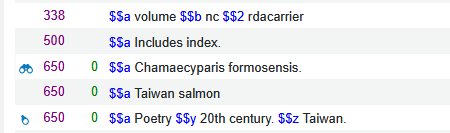 338 $$a volume $$b nc $$2 rdacarrier
500 $$a Includes index.
650 0 $$a Chamaecyparis formosensis.
650 0 $$a Taiwan salmon
650 0 $$a Poetry $$y 20th century. $$z Taiwan.